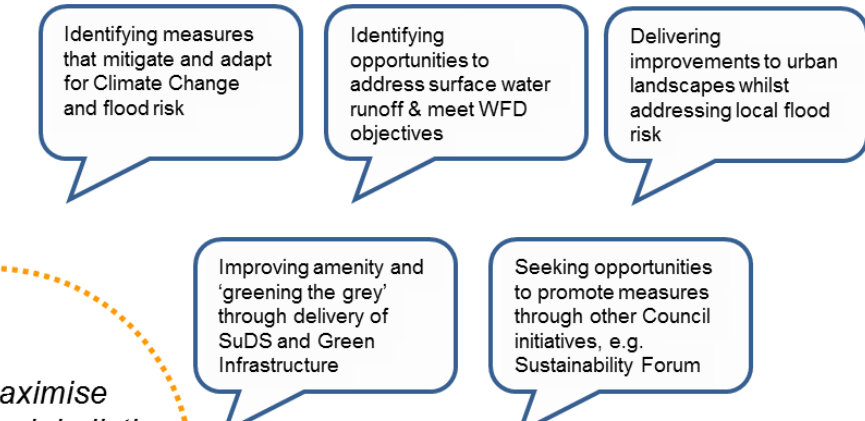 Identifying measures
that mitigate and adapt
for Climate Change
and flood risk
Identifying
opportunities to
address surface water
runoff & meet WFD
objectives
Delivering
improvements to urban
landscapes whilst
addressing local flood
risk
Improving amenity and
‘greening the grey’
through delivery of
SuDS and Green
Infrastructure
Seeking opportunities
to promote measures
through other Council
initiatives, e.g.
Sustainability Forum
aximise